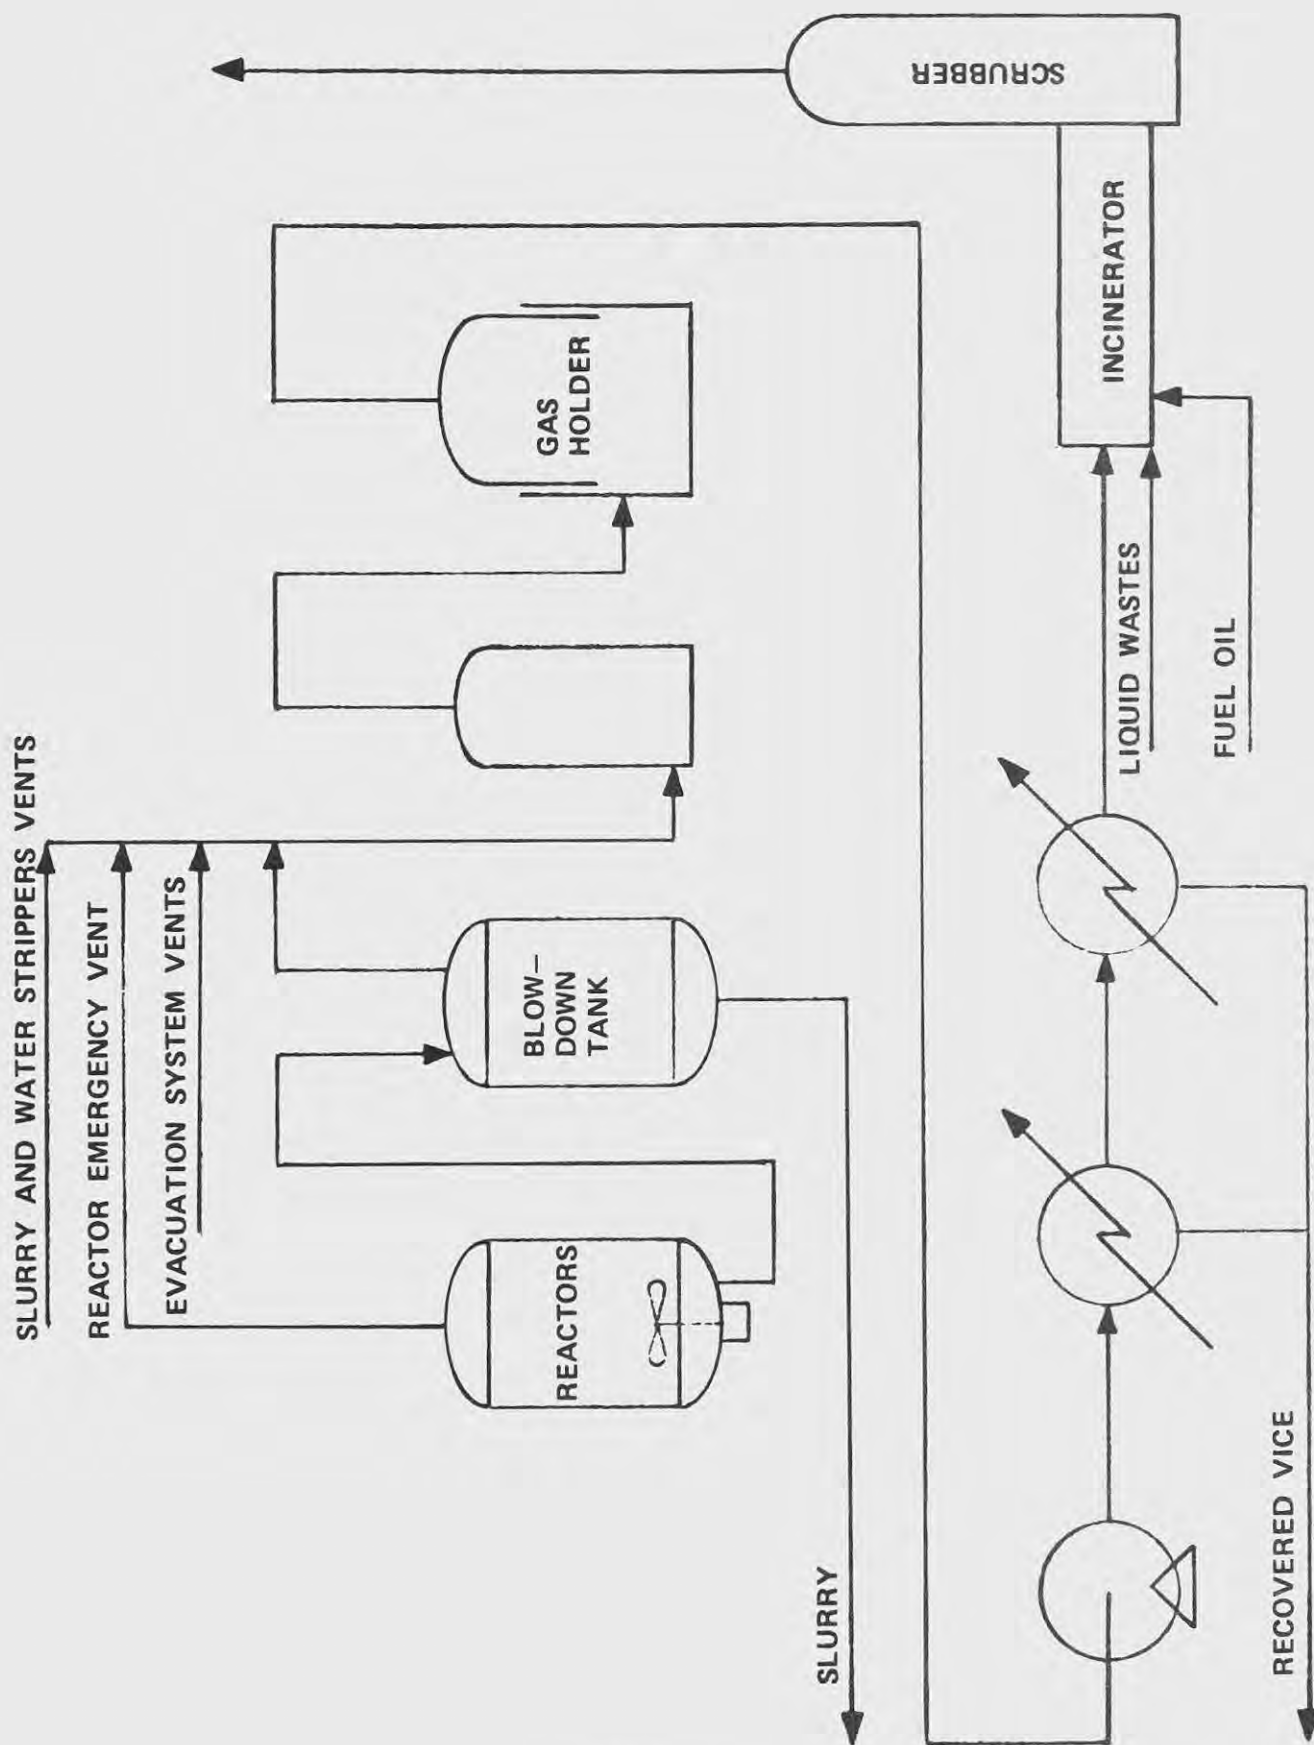 SLURRY AND WATER STRIPPERS VENTS
REACTOR EMERGENCY VENT
EVACUATION SYSTEM VENTS
REACTORS
BLOW–
DOWN
TANK
GAS
HOLDER
SLURRY
SCRUBBER
INCINERATOR
LIQUID WASTES
FUEL OIL
RECOVERED VICE